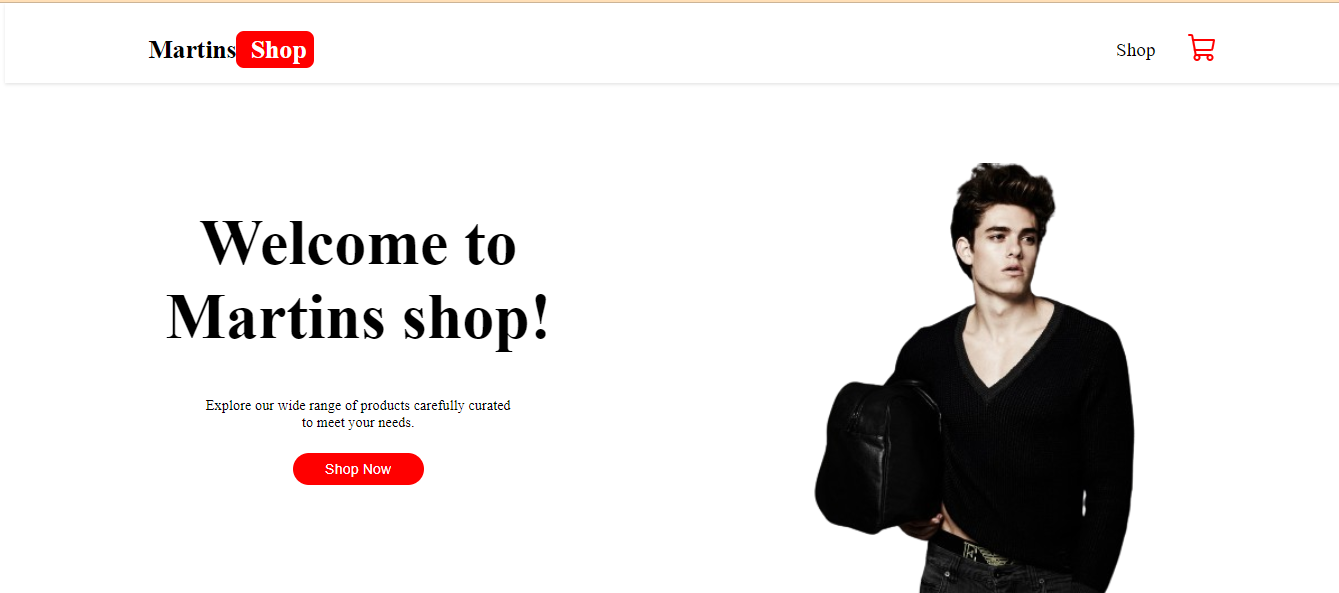 Martins Shop
Shop
Welcome to
Martins shop!
Explore our wide range of products carefully curated
to meet your needs.
Shop Now